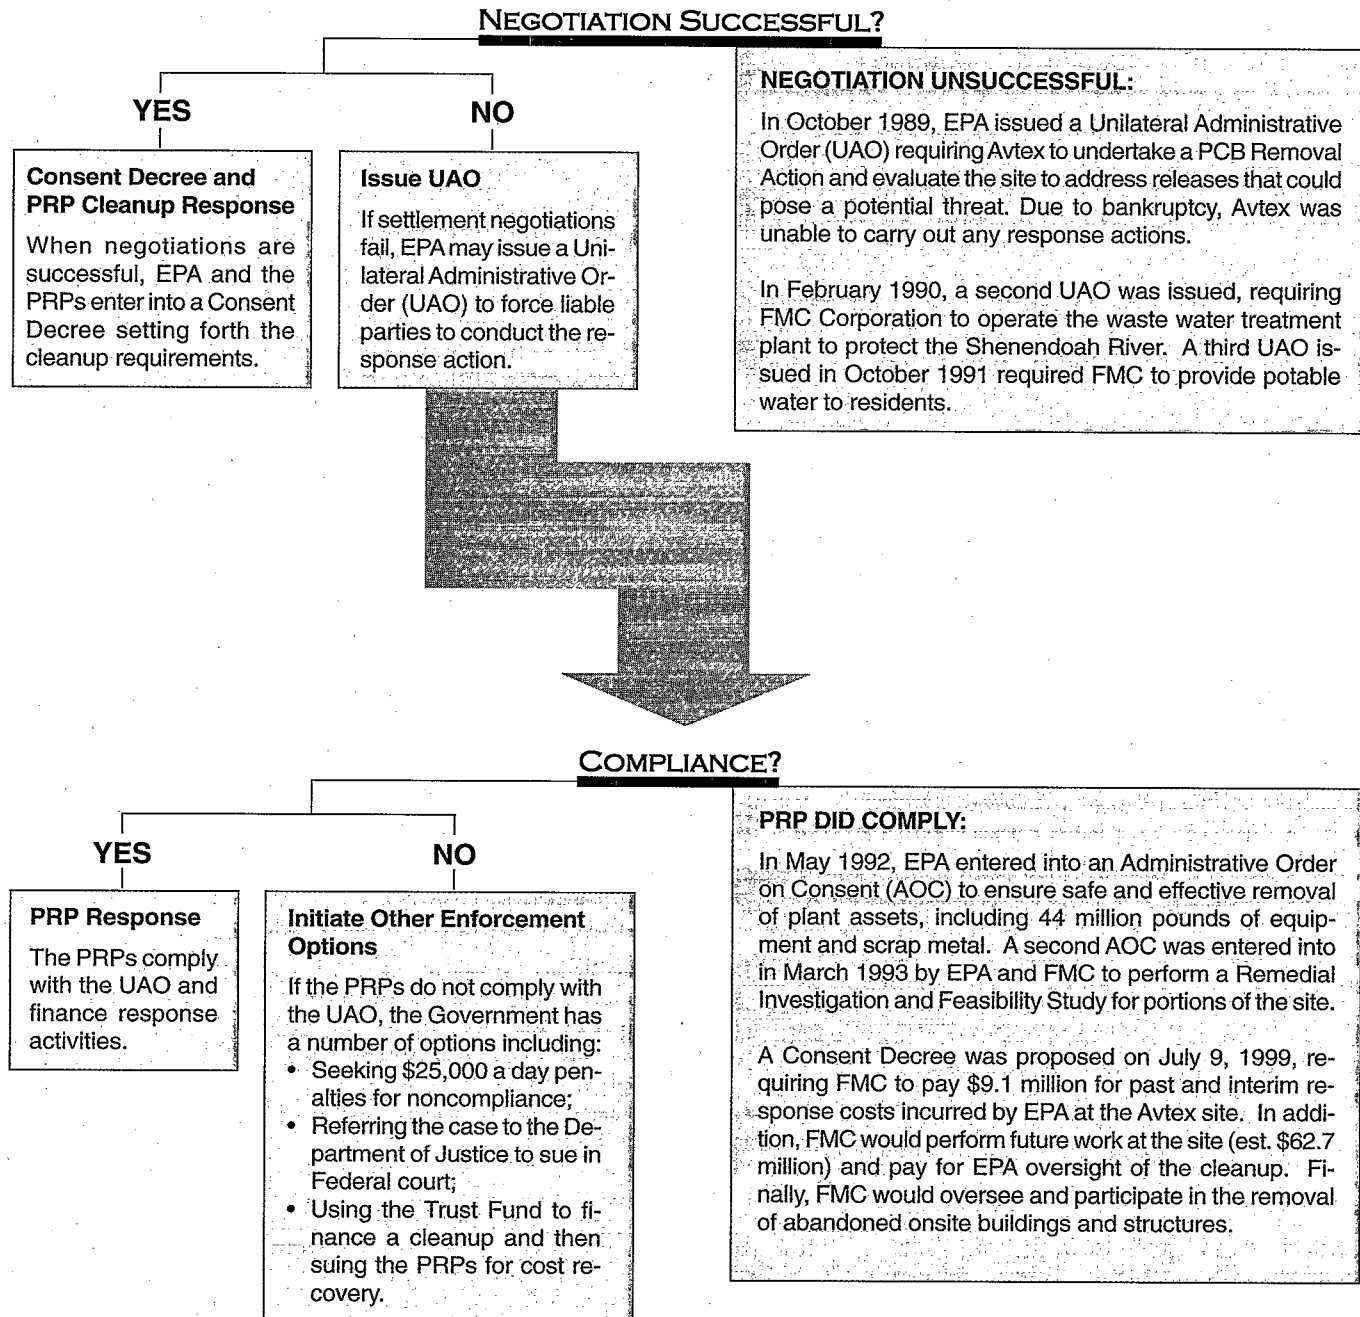 NEGOTIATION SUCCESSFUL?
YES
Consent Decree and
PRP Cleanup Response
When negotiations are
successful, EPA and the
PRPs enter into a Consent
Decree setting forth the
cleanup requirements.
NO
Issue UAO
If settlement negotiations
fail, EPA may issue a Uni-
lateral Administrative Or-
der (UAO) to force liable
parties to conduct the re-
sponse action.
NEGOTIATION UNSUCCESSFUL:
In October 1989, EPA issued a Unilateral Administrative
Order (UAO) requiring Avtex to undertake a PCB Removal
Action and evaluate the site to address releases that could
pose a potential threat. Due to bankruptcy, Avtex was
unable to carry out any response actions.
In February 1990, a second UAO was issued, requiring
FMC Corporation to operate the waste water treatment
plant to protect the Shenendoah River. A third UAO is-
sued in October 1991 required FMC to provide potable
water to residents.
COMPLIANCE?
YES
PRP Response
The PRPs comply
with the UAO and
finance response
activities.
NO
Initiate Other Enforcement
Options
If the PRPs do not comply with
the UAO, the Government has
a number of options including:
• Seeking $25,000 a day pen-
alties for noncompliance;
• Referring the case to the De-
partment of Justice to sue in
Federal court;
• Using the Trust Fund to fi-
nance a cleanup and then
suing the PRPs for cost re-
covery.
PRP DID COMPLY:
In May 1992, EPA entered into an Administrative Order
on Consent (AOC) to ensure safe and effective removal
of plant assets, including 44 million pounds of equip-
ment and scrap metal. A second AOC was entered into
in March 1993 by EPA and FMC to perform a Remedial
Investigation and Feasibility Study for portions of the site.
A Consent Decree was proposed on July 9, 1999, re-
quiring FMC to pay $9.1 million for past and interim re-
sponse costs incurred by EPA at the Avtex site. In addi-
tion, FMC would perform future work at the site (est. $62.7
million) and pay for EPA oversight of the cleanup. Fi-
nally, FMC would oversee and participate in the removal
of abandoned onsite buildings and structures.